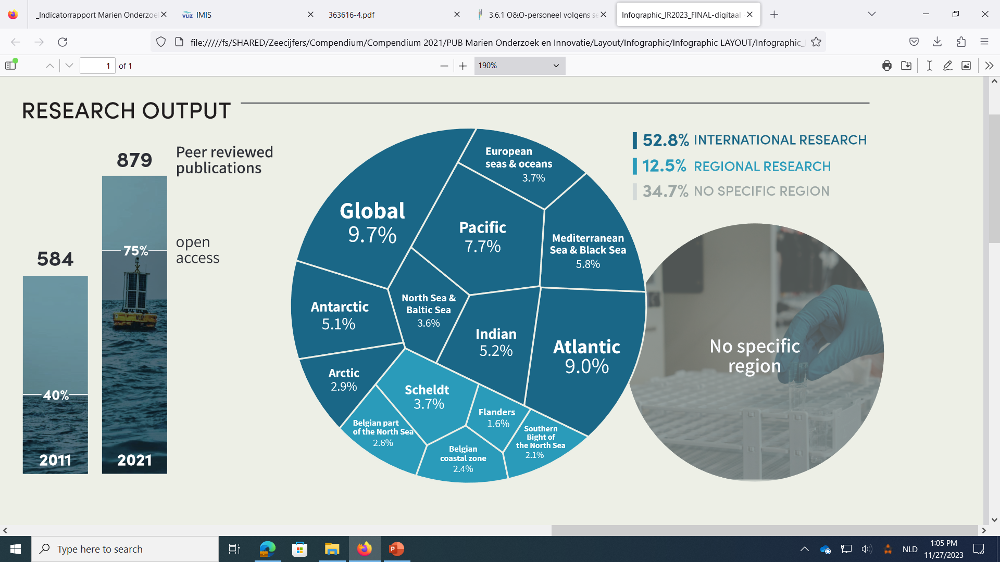 _Indicatorrapport Marien Onderzoe
VLIZ IMIS
363616-4.pdf
3.6.1 O&O-personeel volgens se
Infographic_IR2023_FINAL-digitaal
file://///fs/SHARED/Zeecijfers/Compendium/Compendium 2021/PUB Marien Onderzoek en Innovatie/Layout/Infographic/Infographic LAYOUT/Infographic_
1 of 1
190%
RESEARCH OUTPUT
879
Peer reviewed
publications
75%
open
access
584
40%
VLIZ
2011
2021
Global
9.7%
European
seas & oceans
3.7%
Pacific
7.7%
Mediterranean
Sea & Black Sea
5.8%
Antarctic
5.1%
North Sea &
Baltic Sea
3.6%
Indian
5.2%
Atlantic
9.0%
Arctic
2.9%
Scheldt
3.7%
Flanders
1.6%
Belgian part
of the North Sea
2.6%
Belgian
coastal zone
2.4%
Southern
Bight of
the North Sea
2.1%
52.8% INTERNATIONAL RESEARCH
12.5% REGIONAL RESEARCH
34.7% NO SPECIFIC REGION
No specific
region
Type here to search
P
NLD
1:05 PM
11/27/2023